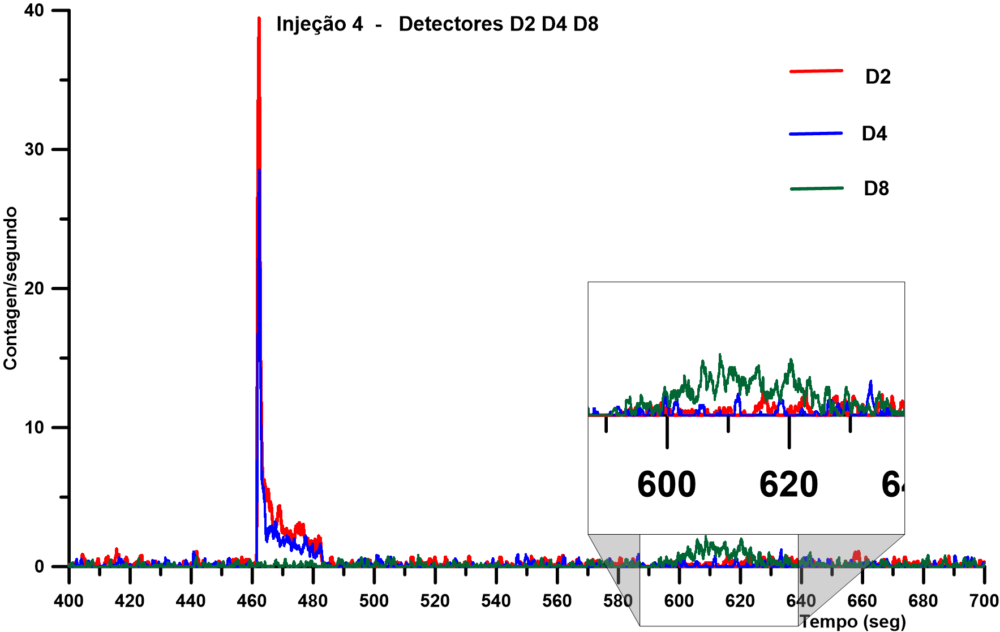 Injeção 4 - Detectores D2 D4 D8
D2
D4
D8
Contagen/segundo
40
30
20
10
0
600 620
400 420 440 460 480 500 520 540 560 580 600 620 640 660 680 700
Tempo (seg)